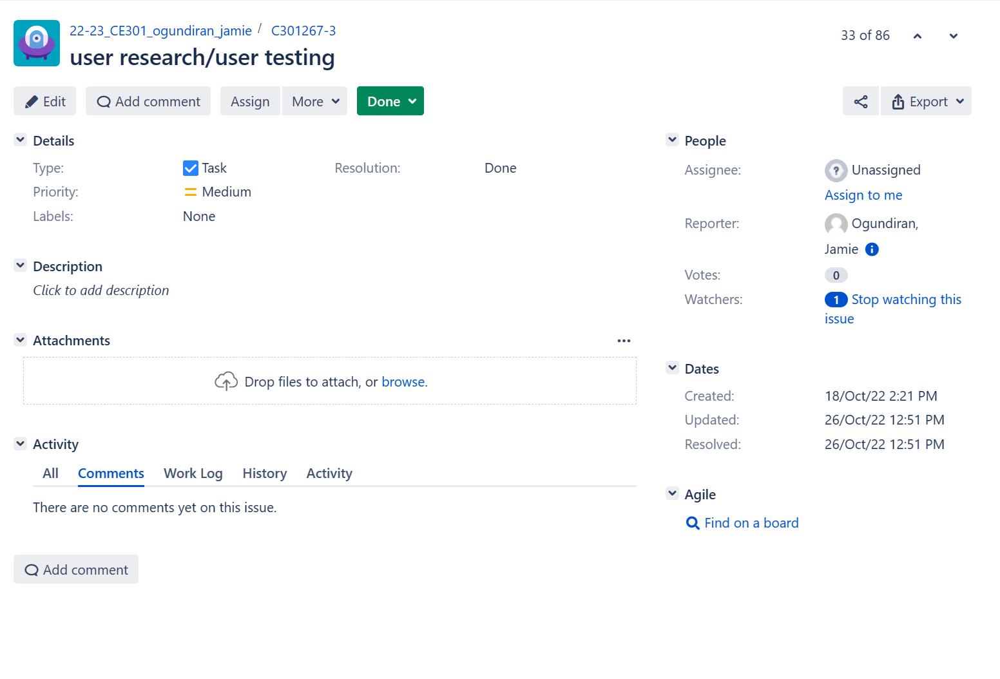 22-23_CE301_ogundiran_jamie / C301267-3
33 of 86
user research/user testing
Edit
Add comment
Assign
More
Done
Export
Details
Type: Task
Resolution: Done
Priority: Medium
Labels: None
Description
Click to add description
Attachments
Drop files to attach, or browse.
Activity
All Comments Work Log History Activity
There are no comments yet on this issue.
Add comment
People
Assignee: ? Unassigned
Assign to me
Reporter: Ogundiran,
Jamie
Votes: 0
Watchers: 1 Stop watching this
issue
Dates
Created: 18/Oct/22 2:21 PM
Updated: 26/Oct/22 12:51 PM
Resolved: 26/Oct/22 12:51 PM
Agile
Find on a board